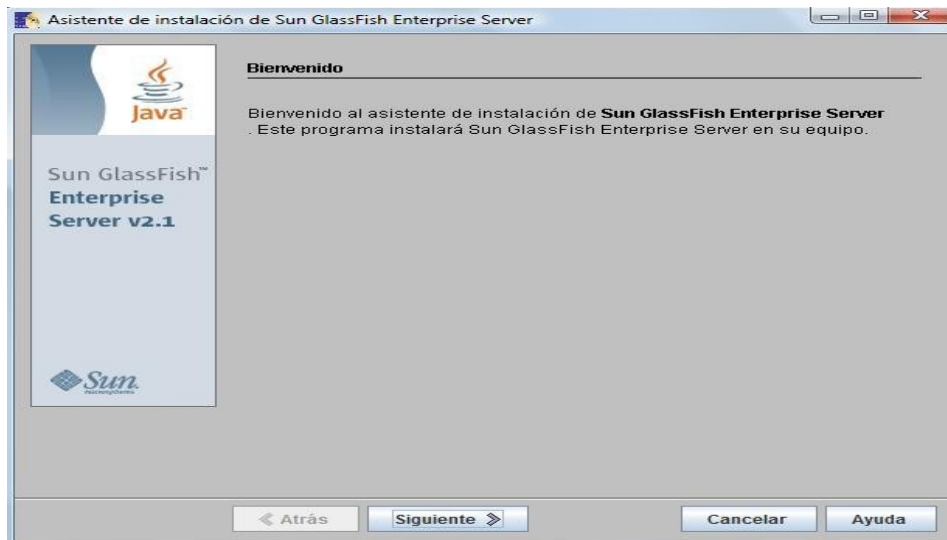 Asistente de instalación de Sun GlassFish Enterprise Server
Java™
Sun GlassFish™
Enterprise
Server v2.1
Sun
microsystems
Bienvenido
Bienvenido al asistente de instalación de Sun GlassFish Enterprise Server
. Este programa instalará Sun GlassFish Enterprise Server en su equipo.
Atrás
Siguiente
Cancelar
Ayuda